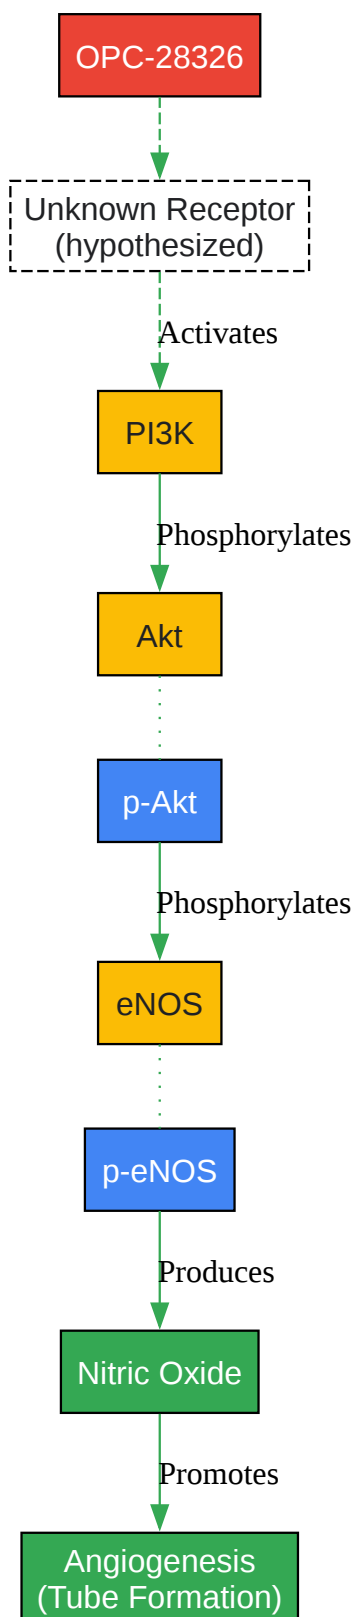 OPC-28326
Unknown Receptor
(hypothesized)
Activates
PI3K
Phosphorylates
Akt
p-Akt
Phosphorylates
eNOS
p-eNOS
Produces
Nitric Oxide
Promotes
Angiogenesis
(Tube Formation)